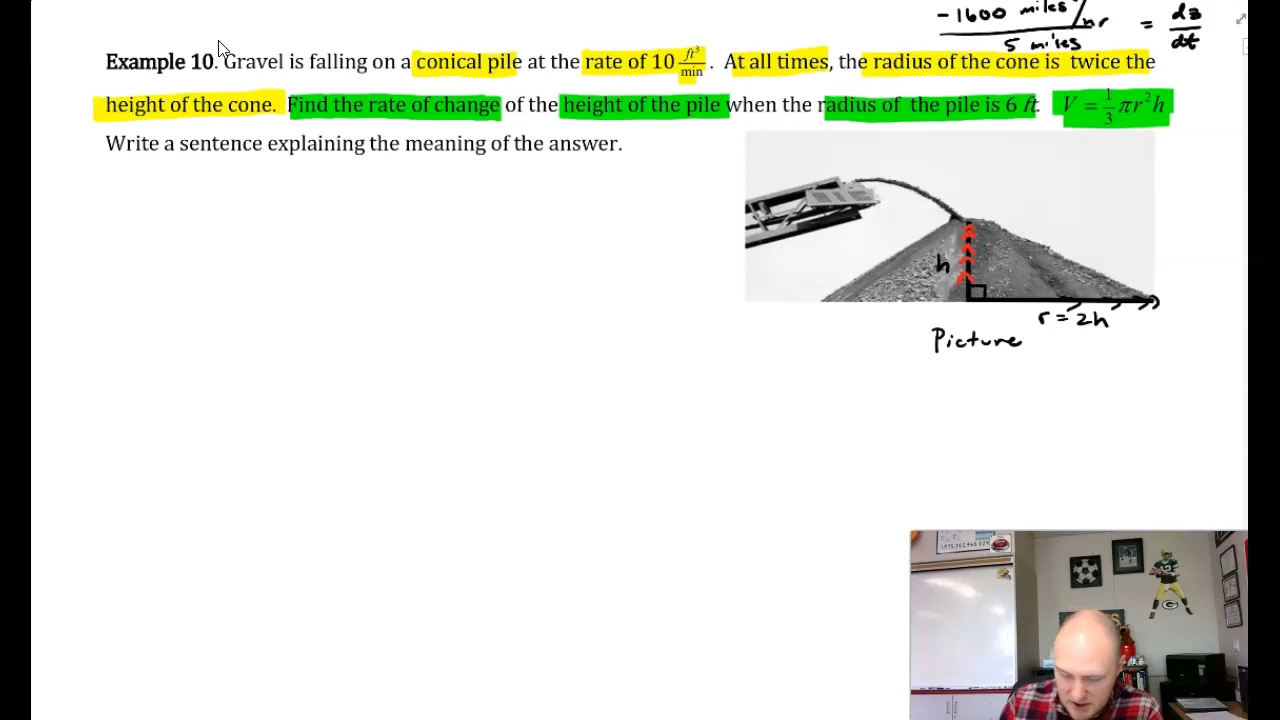 -1600 miles/hr = dz/dt
5 miles
Example 10. Gravel is falling on a conical pile at the rate of 10 ft³/min. At all times, the radius of the cone is twice the
height of the cone. Find the rate of change of the height of the pile when the radius of the pile is 6 ft. V = 1/3 πr²h
Write a sentence explaining the meaning of the answer.
h
r = 2h
Picture
G